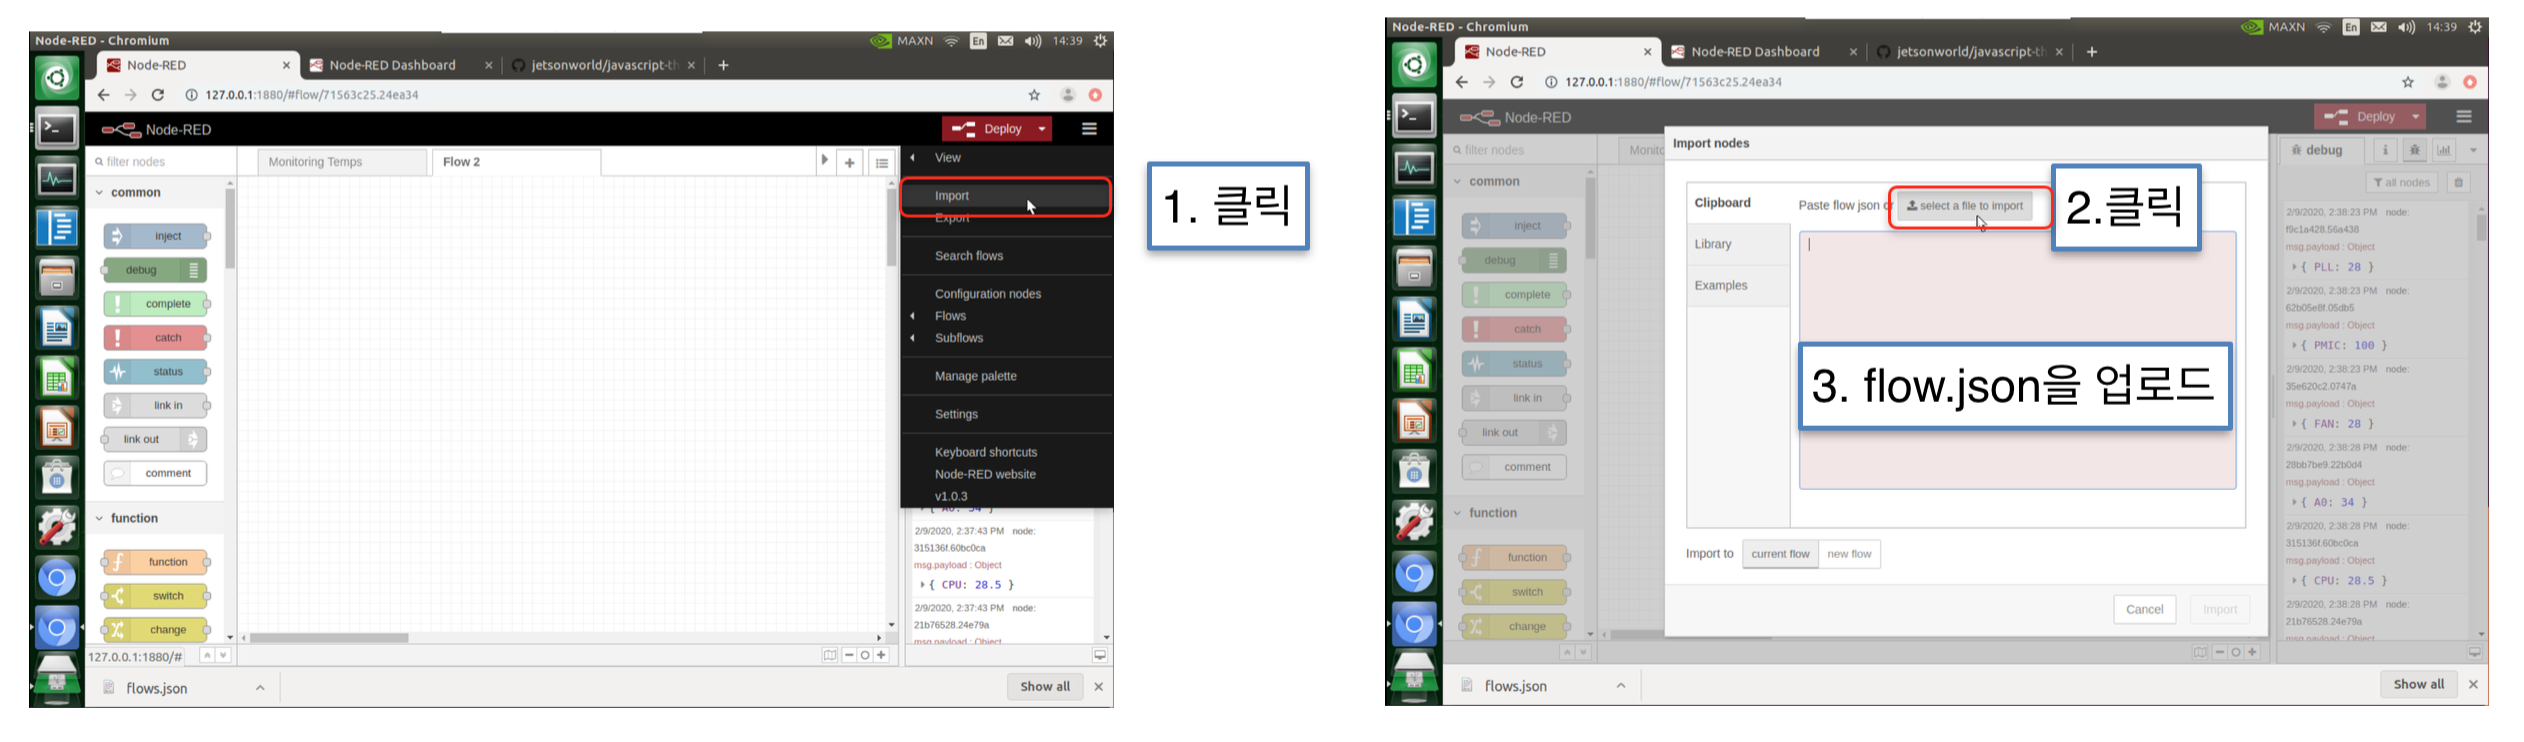 Node-RED - Chromium
MAXN
En
14:39
Node-RED
Node-RED Dashboard
jetsonworld/javascript-th
127.0.0.1:1880/#flow/71563c25.24ea34
Node-RED
Deploy
filter nodes
Monitoring Temps
Flow 2
common
inject
debug
complete
catch
status
link in
link out
comment
function
function
switch
change
View
Import
Export
Search flows
Configuration nodes
Flows
Subflows
Manage palette
Settings
Keyboard shortcuts
Node-RED website
v1.0.3
{ A0: 34 }
2/9/2020, 2:37:43 PM node:
315136f.60bc0ca
msg.payload : Object
{ CPU: 28.5 }
2/9/2020, 2:37:43 PM node:
21b76528.24e79a
msg.payload : Object
127.0.0.1:1880/#
flows.json
Show all
1. 클릭
Node-RED - Chromium
MAXN
En
14:39
Node-RED
Node-RED Dashboard
jetsonworld/javascript-th
127.0.0.1:1880/#flow/71563c25.24ea34
Node-RED
Deploy
filter nodes
Monito
common
inject
debug
complete
catch
status
link in
link out
comment
function
function
switch
change
Import nodes
Clipboard
Library
Examples
Paste flow json or
select a file to import
2.클릭
3. flow.json을 업로드
Import to
current flow
new flow
Cancel
Import
debug
all nodes
2/9/2020, 2:38:23 PM node:
f9c1a428.56a438
msg.payload : Object
{ PLL: 28 }
2/9/2020, 2:38:23 PM node:
62b05e8f.05db5
msg.payload : Object
{ PMIC: 100 }
2/9/2020, 2:38:23 PM node:
35e620c2.0747a
msg.payload : Object
{ FAN: 28 }
2/9/2020, 2:38:28 PM node:
28bb7be9.22b0d4
msg.payload : Object
{ A0: 34 }
2/9/2020, 2:38:28 PM node:
315136f.60bc0ca
msg.payload : Object
{ CPU: 28.5 }
2/9/2020, 2:38:28 PM node:
21b76528.24e79a
msg.payload : Object
flows.json
Show all